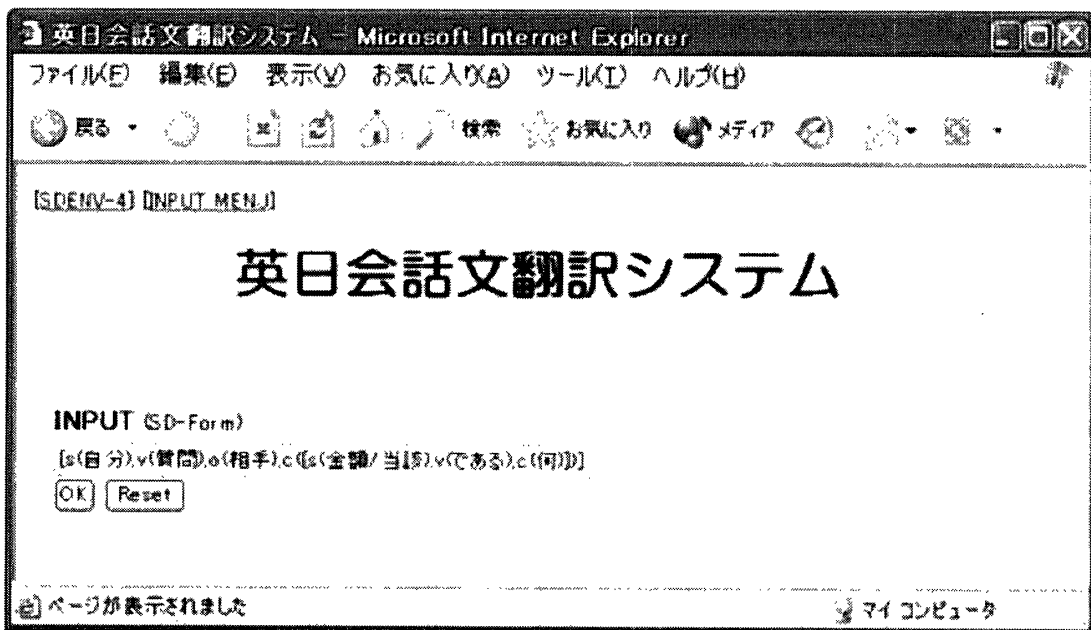 英日会話文翻訳システム - Microsoft Internet Explorer
ファイル(F) 編集(E) 表示(V) お気に入り(A) ツール(T) ヘルプ(H)
戻る 検索 お気に入り メディア
[SDENV-4] [INPUT MENU]
英日会話文翻訳システム
INPUT (SD-Form)
[s(自分),v(質問),o(相手),c([s(金額/当該),v(である),c(何)])]
OK Reset
ページが表示されました マイ コンピュータ